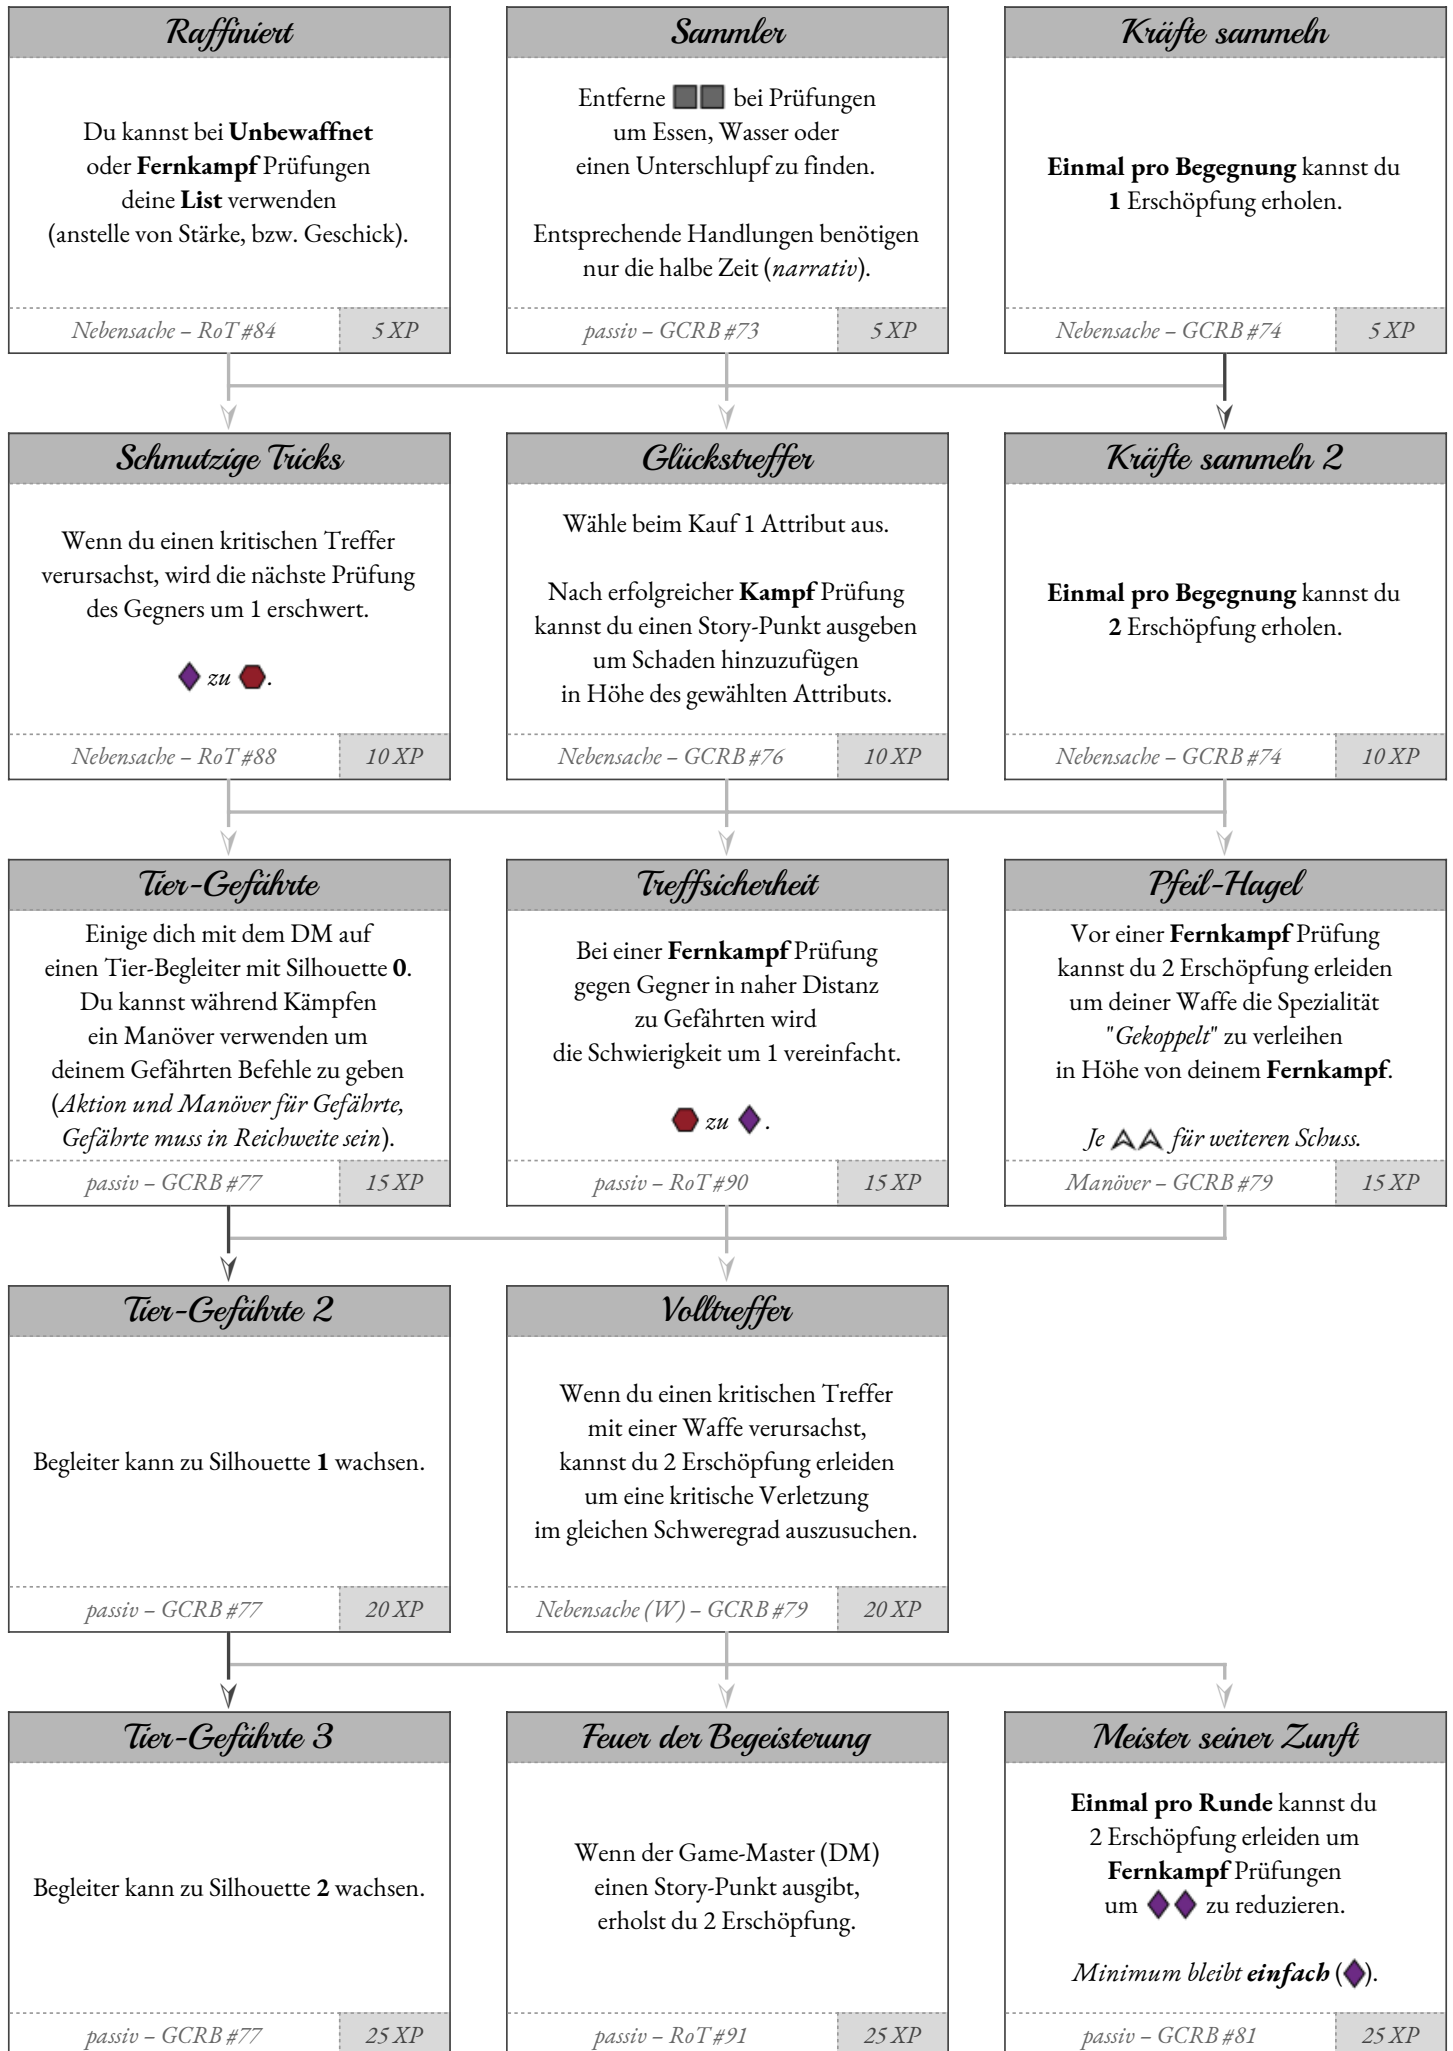 Raffiniert
Du kannst bei Unbewaffnet
oder Fernkampf Prüfungen
deine List verwenden
(anstelle von Stärke, bzw. Geschick).
Nebensache – RoT #84
5 XP
Sammler
Entferne bei Prüfungen
um Essen, Wasser oder
einen Unterschlupf zu finden.
Entsprechende Handlungen benötigen
nur die halbe Zeit (narrativ).
passiv – GCRB #73
5 XP
Kräfte sammeln
Einmal pro Begegnung kannst du
1 Erschöpfung erholen.
Nebensache – GCRB #74
5 XP
Schmutzige Tricks
Wenn du einen kritischen Treffer
verursachst, wird die nächste Prüfung
des Gegners um 1 erschwert.
zu .
Nebensache – RoT #88
10 XP
Glückstreffer
Wähle beim Kauf 1 Attribut aus.
Nach erfolgreicher Kampf Prüfung
kannst du einen Story-Punkt ausgeben
um Schaden hinzuzufügen
in Höhe des gewählten Attributs.
Nebensache – GCRB #76
10 XP
Kräfte sammeln 2
Einmal pro Begegnung kannst du
2 Erschöpfung erholen.
Nebensache – GCRB #74
10 XP
Tier-Gefährte
Einige dich mit dem DM auf
einen Tier-Begleiter mit Silhouette 0.
Du kannst während Kämpfen
ein Manöver verwenden um
deinem Gefährten Befehle zu geben
(Aktion und Manöver für Gefährte,
Gefährte muss in Reichweite sein).
passiv – GCRB #77
15 XP
Treffsicherheit
Bei einer Fernkampf Prüfung
gegen Gegner in naher Distanz
zu Gefährten wird
die Schwierigkeit um 1 vereinfacht.
zu .
passiv – RoT #90
15 XP
Pfeil-Hagel
Vor einer Fernkampf Prüfung
kannst du 2 Erschöpfung erleiden
um deiner Waffe die Spezialität
"Gekoppelt" zu verleihen
in Höhe von deinem Fernkampf.
Je für weiteren Schuss.
Manöver – GCRB #79
15 XP
Tier-Gefährte 2
Begleiter kann zu Silhouette 1 wachsen.
passiv – GCRB #77
20 XP
Volltreffer
Wenn du einen kritischen Treffer
mit einer Waffe verursachst,
kannst du 2 Erschöpfung erleiden
um eine kritische Verletzung
im gleichen Schweregrad auszusuchen.
Nebensache (W) – GCRB #79
20 XP
Tier-Gefährte 3
Begleiter kann zu Silhouette 2 wachsen.
passiv – GCRB #77
25 XP
Feuer der Begeisterung
Wenn der Game-Master (DM)
einen Story-Punkt ausgibt,
erholst du 2 Erschöpfung.
passiv – RoT #91
25 XP
Meister seiner Zunft
Einmal pro Runde kannst du
2 Erschöpfung erleiden um
Fernkampf Prüfungen
um zu reduzieren.
Minimum bleibt einfach ().
passiv – GCRB #81
25 XP